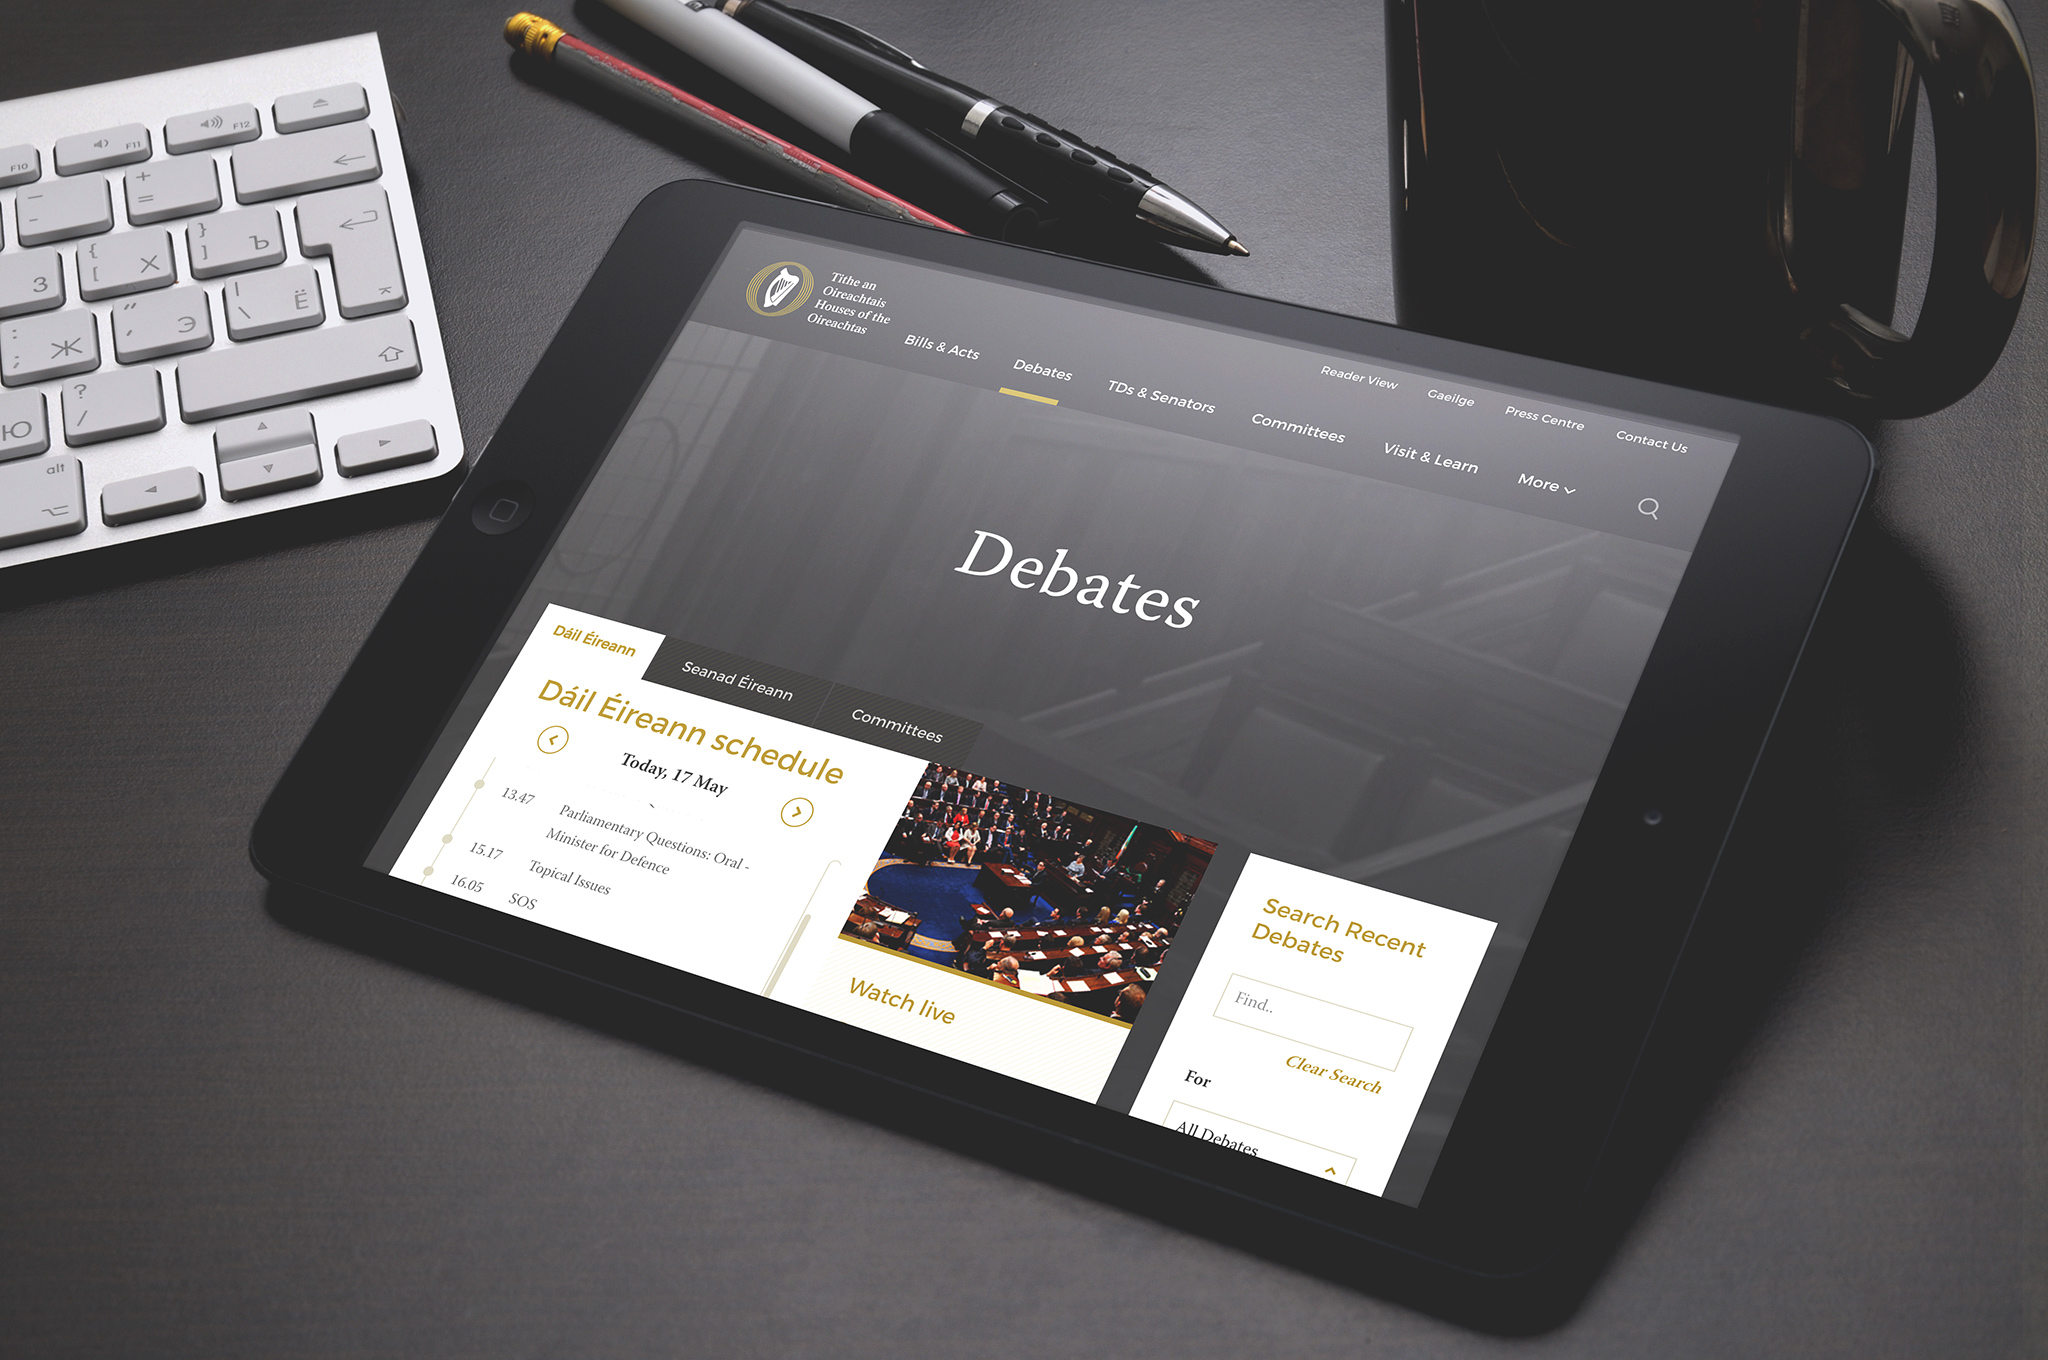 F10
F11
F12
-
-
+
=
З
{
[
Х
}
]
Ъ
:
;
Ж
"
'
Э
|
\
Ё
Ю
?
/
alt
Tithe an
Oireachtais
Houses of the
Oireachtas
Reader View
Gaeilge
Press Centre
Contact Us
Bills & Acts
Debates
TDs & Senators
Committees
Visit & Learn
More
Debates
Dáil Éireann
Seanad Éireann
Committees
Dáil Éireann schedule
Today, 17 May
13.47
Parliamentary Questions: Oral -
Minister for Defence
15.17
Topical Issues
16.05
SOS
Watch live
Search Recent
Debates
Find..
Clear Search
For
All Debates